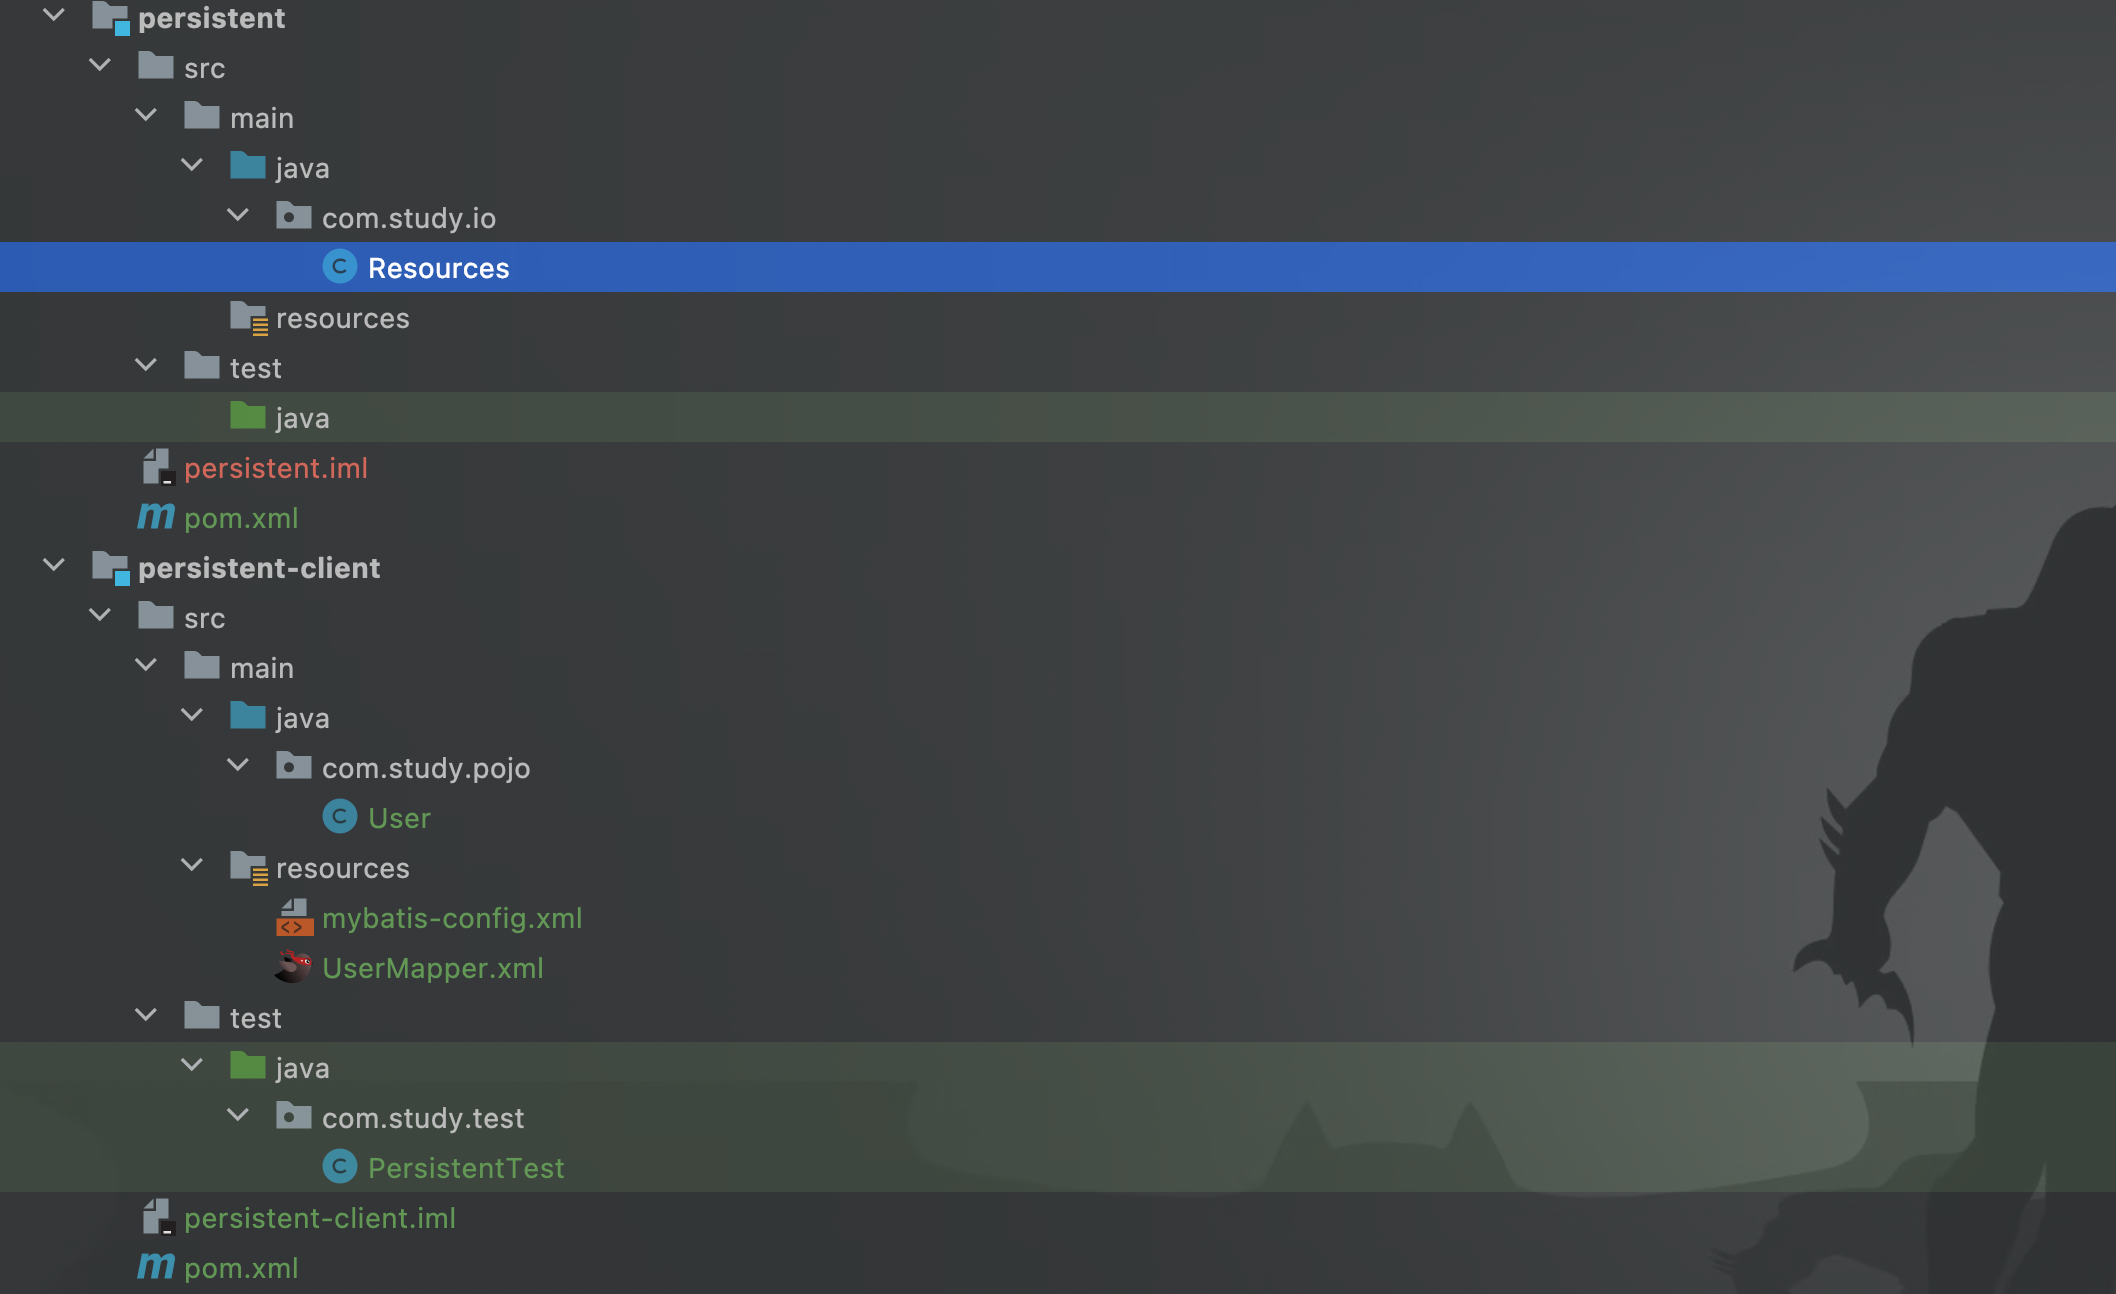 persistent
src
main
java
com.study.io
C Resources
resources
test
java
persistent.iml
m pom.xml
persistent-client
src
main
java
com.study.pojo
C User
resources
<> mybatis-config.xml
UserMapper.xml
test
java
com.study.test
C PersistentTest
persistent-client.iml
m pom.xml